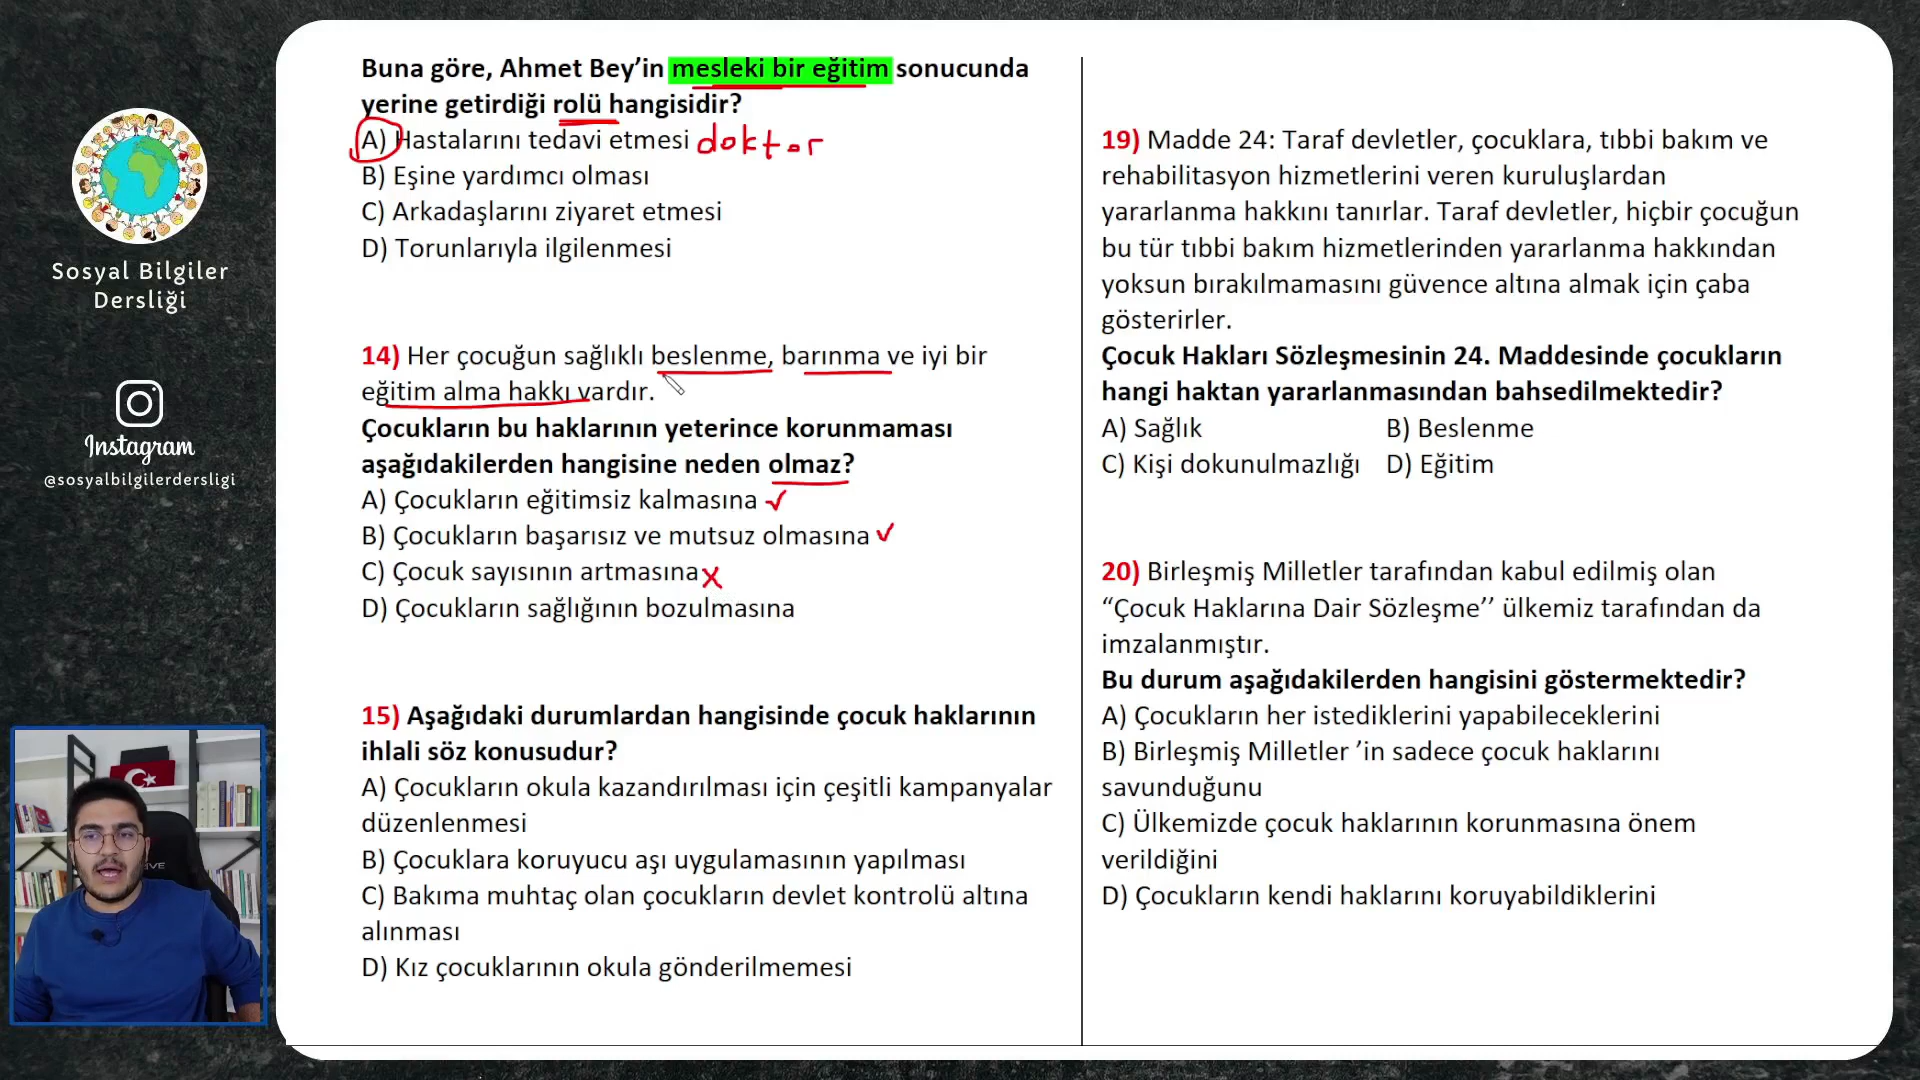 Sosyal Bilgiler
Dersliği
Instagram
@sosyalbilgilerdersligi
Buna göre, Ahmet Bey’in mesleki bir eğitim sonucunda
yerine getirdiği rolü hangisidir?
A) Hastalarını tedavi etmesi doktor
B) Eşine yardımcı olması
C) Arkadaşlarını ziyaret etmesi
D) Torunlarıyla ilgilenmesi
14) Her çocuğun sağlıklı beslenme, barınma ve iyi bir
eğitim alma hakkı vardır.
Çocukların bu haklarının yeterince korunmaması
aşağıdakilerden hangisine neden olmaz?
A) Çocukların eğitimsiz kalmasına ✓
B) Çocukların başarısız ve mutsuz olmasına ✓
C) Çocuk sayısının artmasına x
D) Çocukların sağlığının bozulmasına
15) Aşağıdaki durumlardan hangisinde çocuk haklarının
ihlali söz konusudur?
A) Çocukların okula kazandırılması için çeşitli kampanyalar
düzenlenmesi
B) Çocuklara koruyucu aşı uygulamasının yapılması
C) Bakıma muhtaç olan çocukların devlet kontrolü altına
alınması
D) Kız çocuklarının okula gönderilmemesi
19) Madde 24: Taraf devletler, çocuklara, tıbbi bakım ve
rehabilitasyon hizmetlerini veren kuruluşlardan
yararlanma hakkını tanırlar. Taraf devletler, hiçbir çocuğun
bu tür tıbbi bakım hizmetlerinden yararlanma hakkından
yoksun bırakılmamasını güvence altına almak için çaba
gösterirler.
Çocuk Hakları Sözleşmesinin 24. Maddesinde çocukların
hangi haktan yararlanmasından bahsedilmektedir?
A) Sağlık B) Beslenme
C) Kişi dokunulmazlığı D) Eğitim
20) Birleşmiş Milletler tarafından kabul edilmiş olan
“Çocuk Haklarına Dair Sözleşme’’ ülkemiz tarafından da
imzalanmıştır.
Bu durum aşağıdakilerden hangisini göstermektedir?
A) Çocukların her istediklerini yapabileceklerini
B) Birleşmiş Milletler ’in sadece çocuk haklarını
savunduğunu
C) Ülkemizde çocuk haklarının korunmasına önem
verildiğini
D) Çocukların kendi haklarını koruyabildiklerini